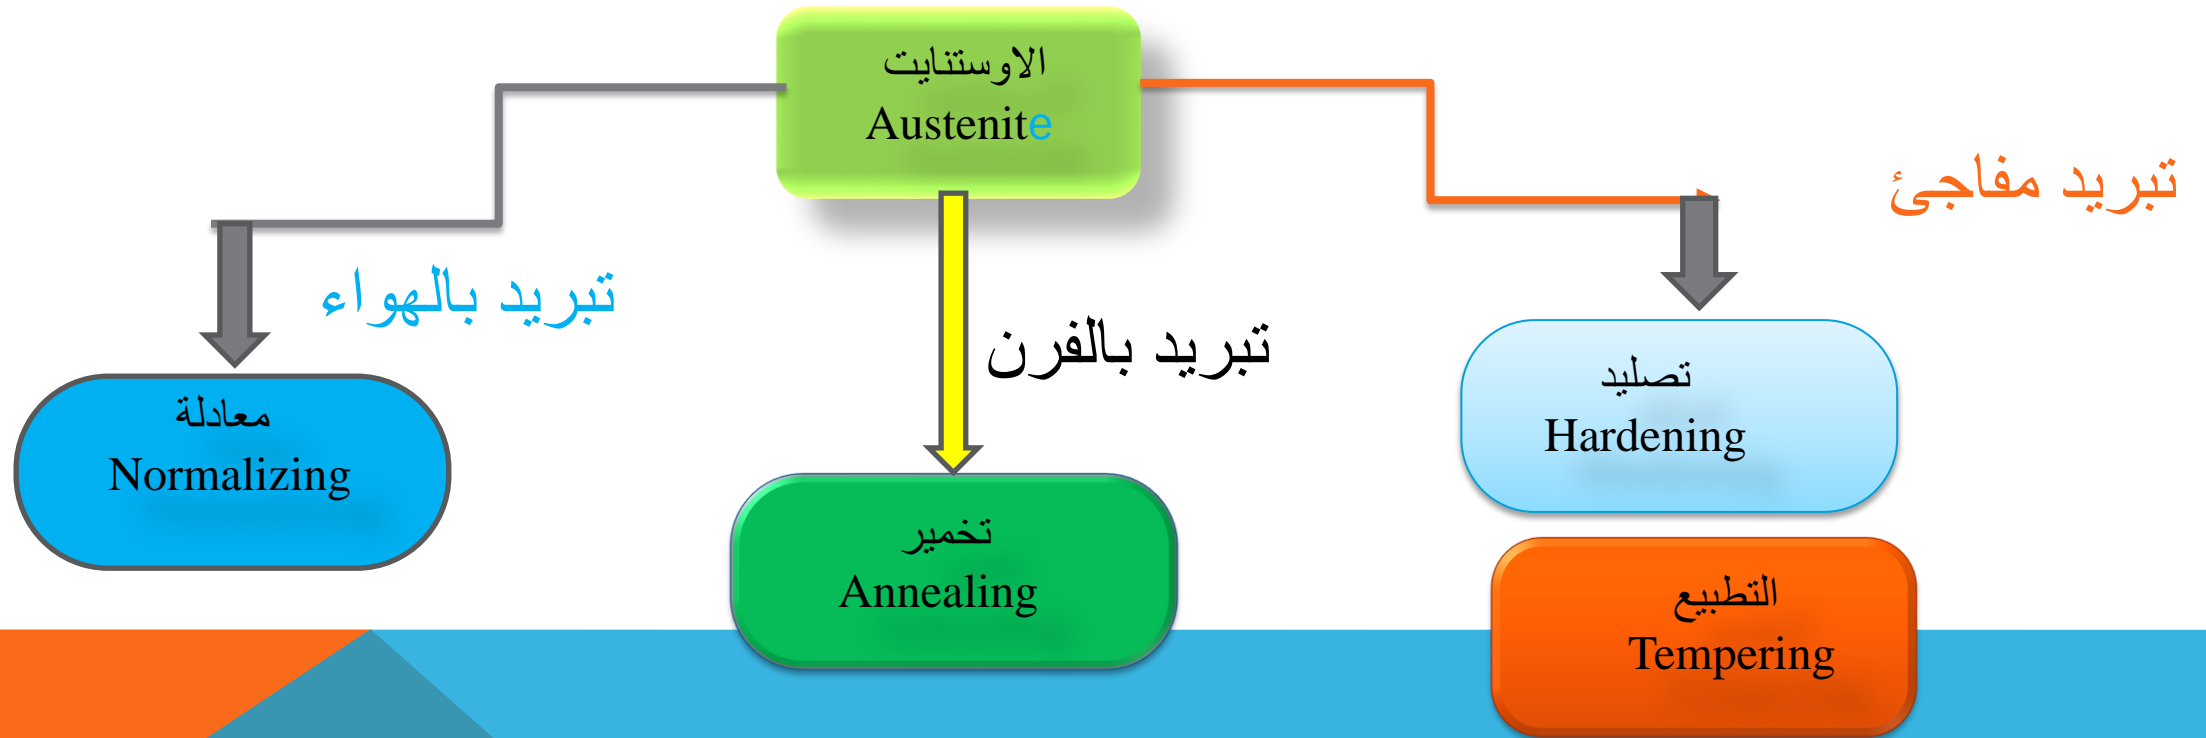 الاوستنايت
Austenite
تبريد مفاجئ
تبريد بالهواء
تبريد بالفرن
تصليد
Hardening
معادلة
Normalizing
تخمير
Annealing
التطبيع
Tempering